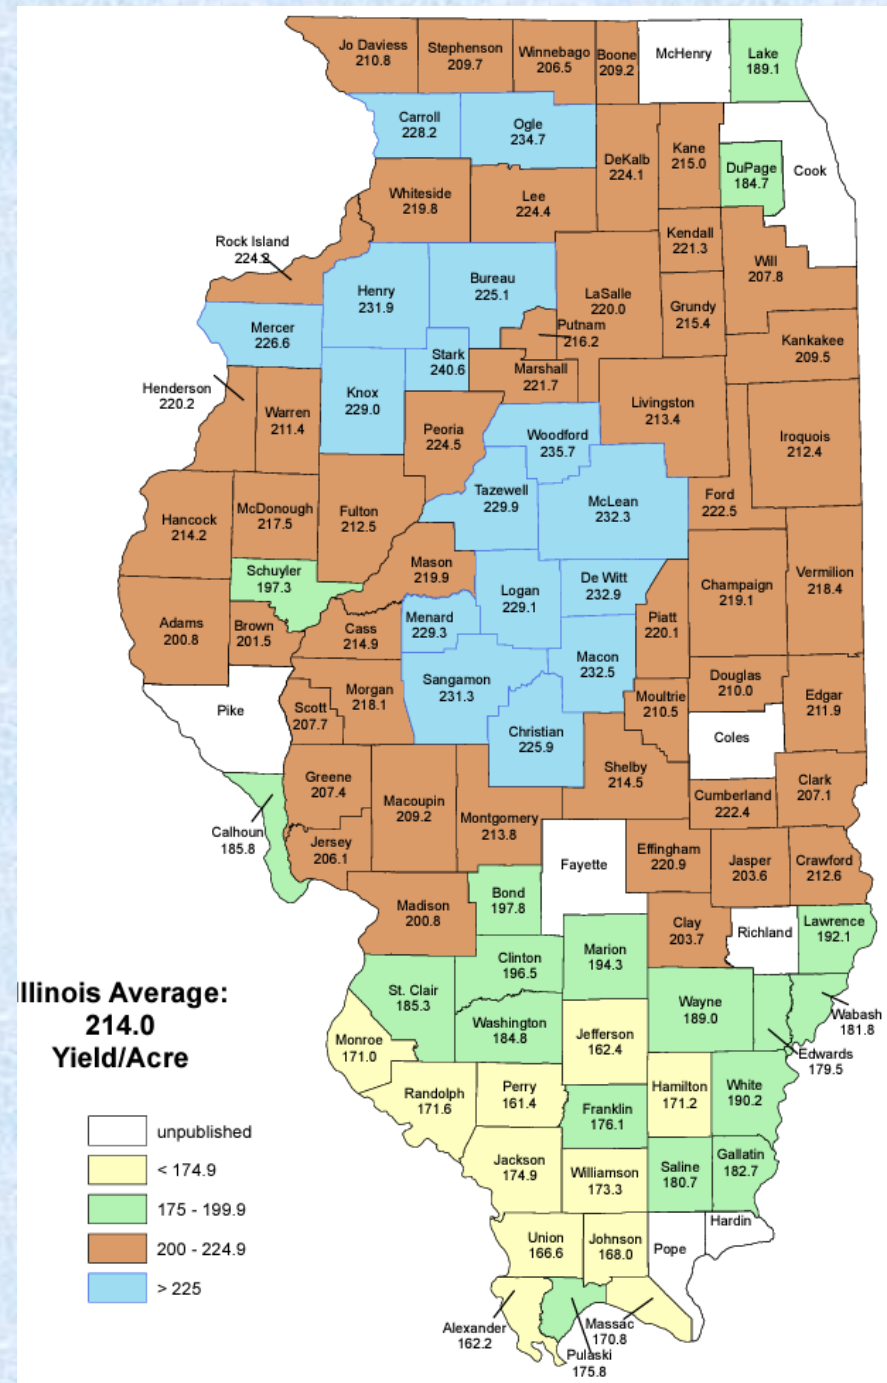 Jo Daviess
210.8
Stephenson
209.7
Winnebago
206.5
Boone
209.2
McHenry
Lake
189.1
Carroll
228.2
Ogle
234.7
DeKalb
224.1
Kane
215.0
DuPage
184.7
Cook
Whiteside
219.8
Lee
224.4
Kendall
221.3
Will
207.8
Rock Island
Henry
231.9
Bureau
225.1
LaSalle
220.0
Grundy
215.4
Mercer
226.6
Putnam
216.2
Kankakee
209.5
Stark
240.6
Marshall
221.7
Henderson
220.2
Warren
211.4
Knox
229.0
Peoria
224.5
Woodford
235.7
Livingston
213.4
Iroquois
212.4
Hancock
214.2
McDonough
217.5
Fulton
212.5
Tazewell
229.9
McLean
232.3
Ford
222.5
Schuyler
197.3
Mason
219.9
Logan
229.1
De Witt
232.9
Champaign
219.1
Vermilion
218.4
Adams
200.8
Brown
201.5
Cass
214.9
Menard
229.3
Piatt
220.1
Macon
232.5
Pike
Scott
207.7
Morgan
218.1
Sangamon
231.3
Christian
225.9
Moultrie
210.5
Douglas
210.0
Edgar
211.9
Coles
Greene
207.4
Macoupin
209.2
Montgomery
213.8
Shelby
214.5
Cumberland
222.4
Clark
207.1
Calhoun
185.8
Jersey
206.1
Fayette
Effingham
220.9
Jasper
203.6
Crawford
212.6
Madison
200.8
Bond
197.8
Clay
203.7
Richland
Lawrence
192.1
Clinton
196.5
Marion
194.3
St. Clair
185.3
Washington
184.8
Wayne
189.0
Wabash
181.8
Edwards
179.5
Illinois Average:
214.0
Yield/Acre
Monroe
171.0
Jefferson
162.4
Randolph
171.6
Perry
161.4
Franklin
176.1
Hamilton
171.2
White
190.2
Jackson
174.9
Williamson
173.3
Saline
180.7
Gallatin
182.7
Union
166.6
Johnson
168.0
Pope
Hardin
Alexander
162.2
Pulaski
175.8
Massac
170.8
unpublished
< 174.9
175 - 199.9
200 - 224.9
> 225